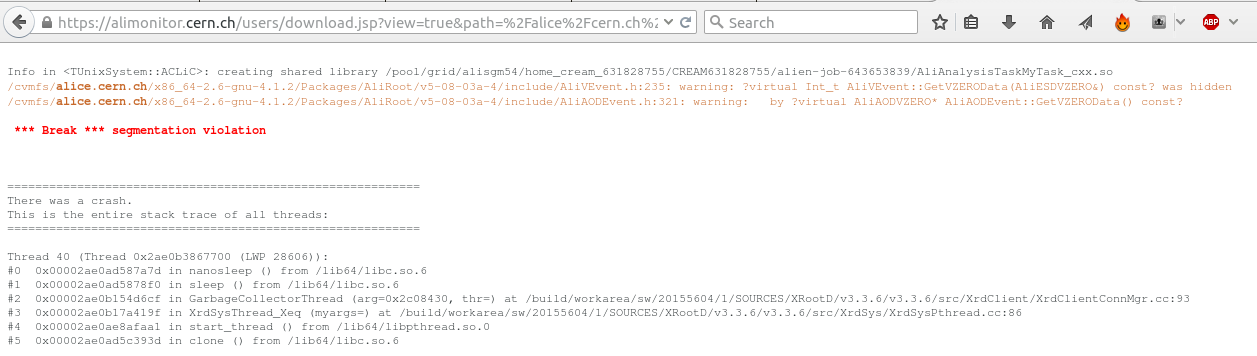 https://alimonitor.cern.ch/users/download.jsp?view=true&path=%2Falice%2Fcern.ch%2
Search
ABP
Info in <TUnixSystem::ACLiC>: creating shared library /pool/grid/alisgm54/home_cream_631828755/CREAM631828755/alien-job-643653839/AliAnalysisTaskMyTask_cxx.so
/cvmfs/alice.cern.ch/x86_64-2.6-gnu-4.1.2/Packages/AliRoot/v5-08-03a-4/include/AliVEvent.h:235: warning: ?virtual Int_t AliVEvent::GetVZEROData(AliESDVZERO&) const? was hidden
/cvmfs/alice.cern.ch/x86_64-2.6-gnu-4.1.2/Packages/AliRoot/v5-08-03a-4/include/AliAODEvent.h:321: warning:   by ?virtual AliAODVZERO* AliAODEvent::GetVZEROData() const?
*** Break *** segmentation violation
===========================================================
There was a crash.
This is the entire stack trace of all threads:
===========================================================
Thread 40 (Thread 0x2ae0b3867700 (LWP 28606)):
#0  0x00002ae0ad587a7d in nanosleep () from /lib64/libc.so.6
#1  0x00002ae0ad5878f0 in sleep () from /lib64/libc.so.6
#2  0x00002ae0b154d6cf in GarbageCollectorThread (arg=0x2c08430, thr=) at /build/workarea/sw/20155604/1/SOURCES/XRootD/v3.3.6/v3.3.6/src/XrdClient/XrdClientConnMgr.cc:93
#3  0x00002ae0b17a419f in XrdSysThread_Xeq (myargs=) at /build/workarea/sw/20155604/1/SOURCES/XRootD/v3.3.6/v3.3.6/src/XrdSys/XrdSysPthread.cc:86
#4  0x00002ae0ae8afaa1 in start_thread () from /lib64/libpthread.so.0
#5  0x00002ae0ad5c393d in clone () from /lib64/libc.so.6